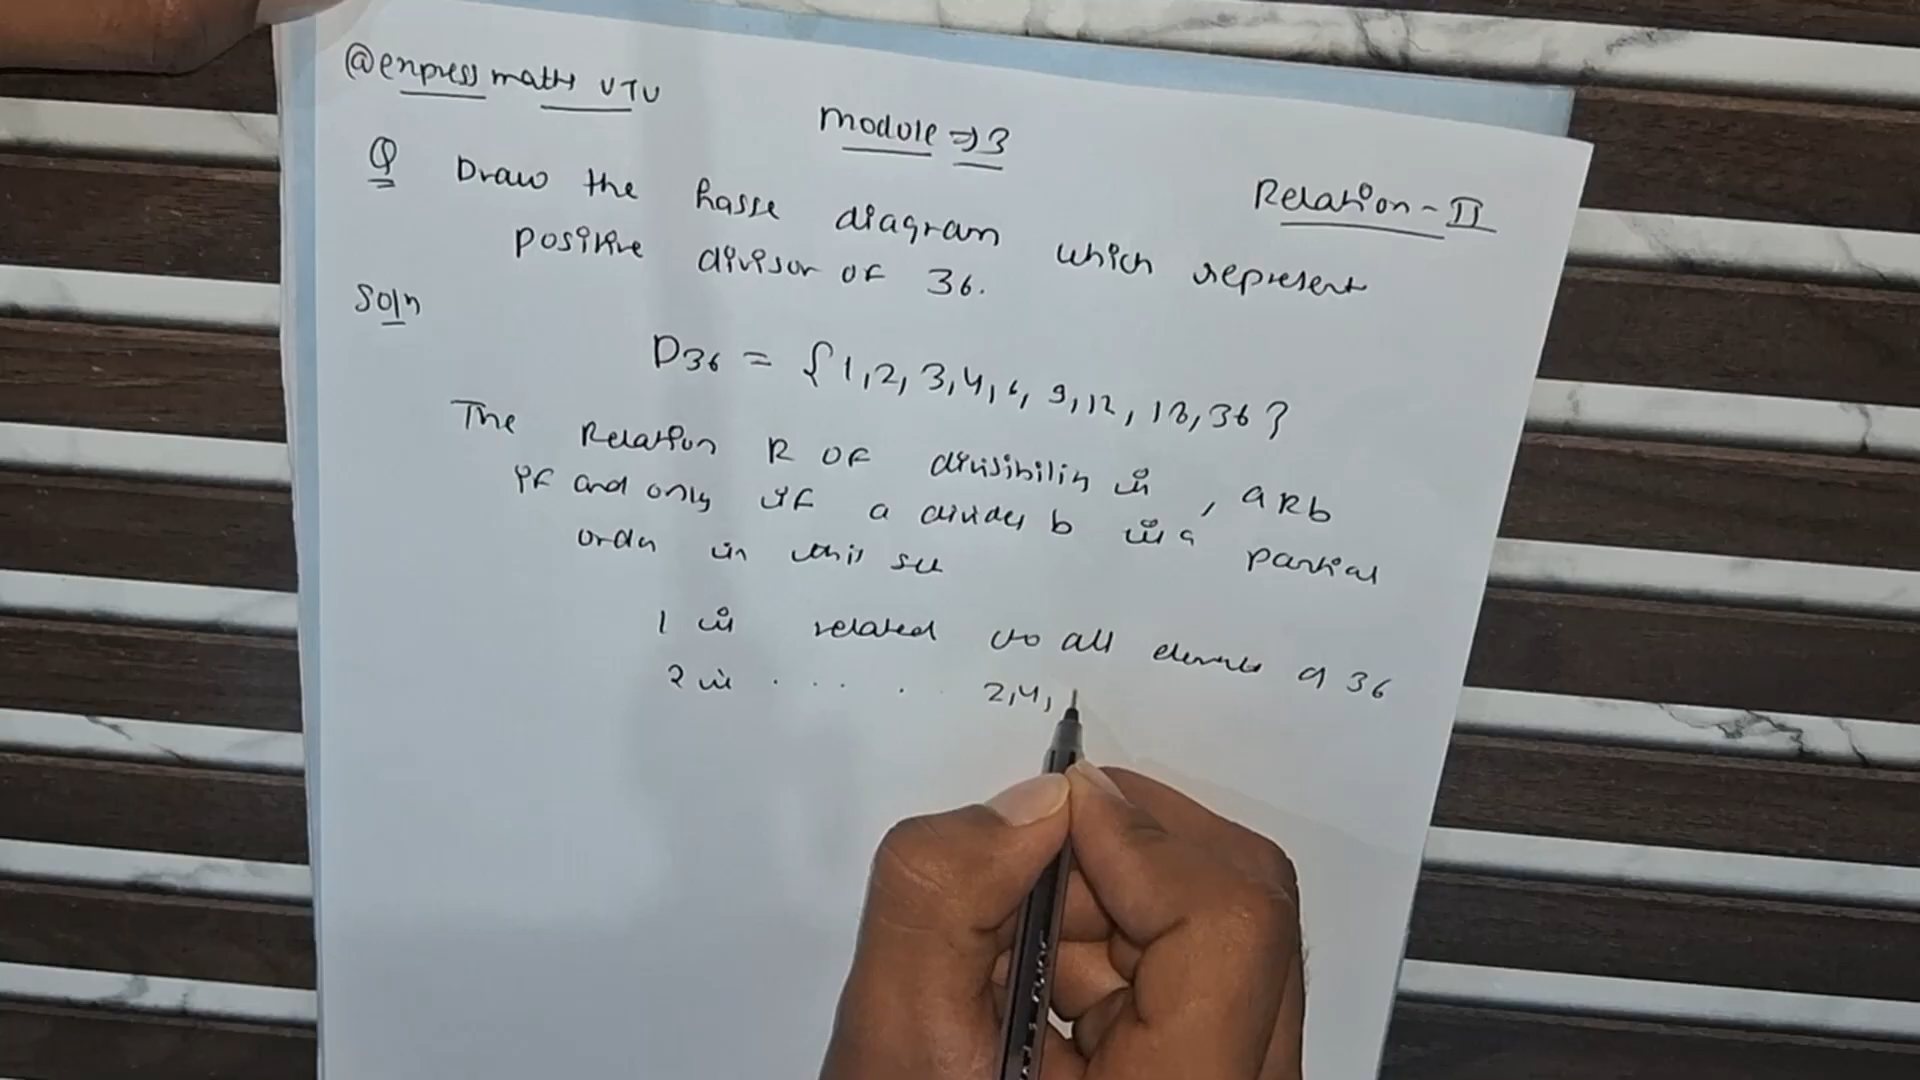 @express maths VTU
Module ⇒ 3
Relation - II
Q Draw the hasse diagram which represent
positive divisor of 36.
Soln
D36 = {1,2,3,4,6,9,12,18,36}
The Relation R of divisibility is, aRb
if and only if a divides b is a partial
order in this set
1 is related to all elements of 36
2 is . . . . 2,4,